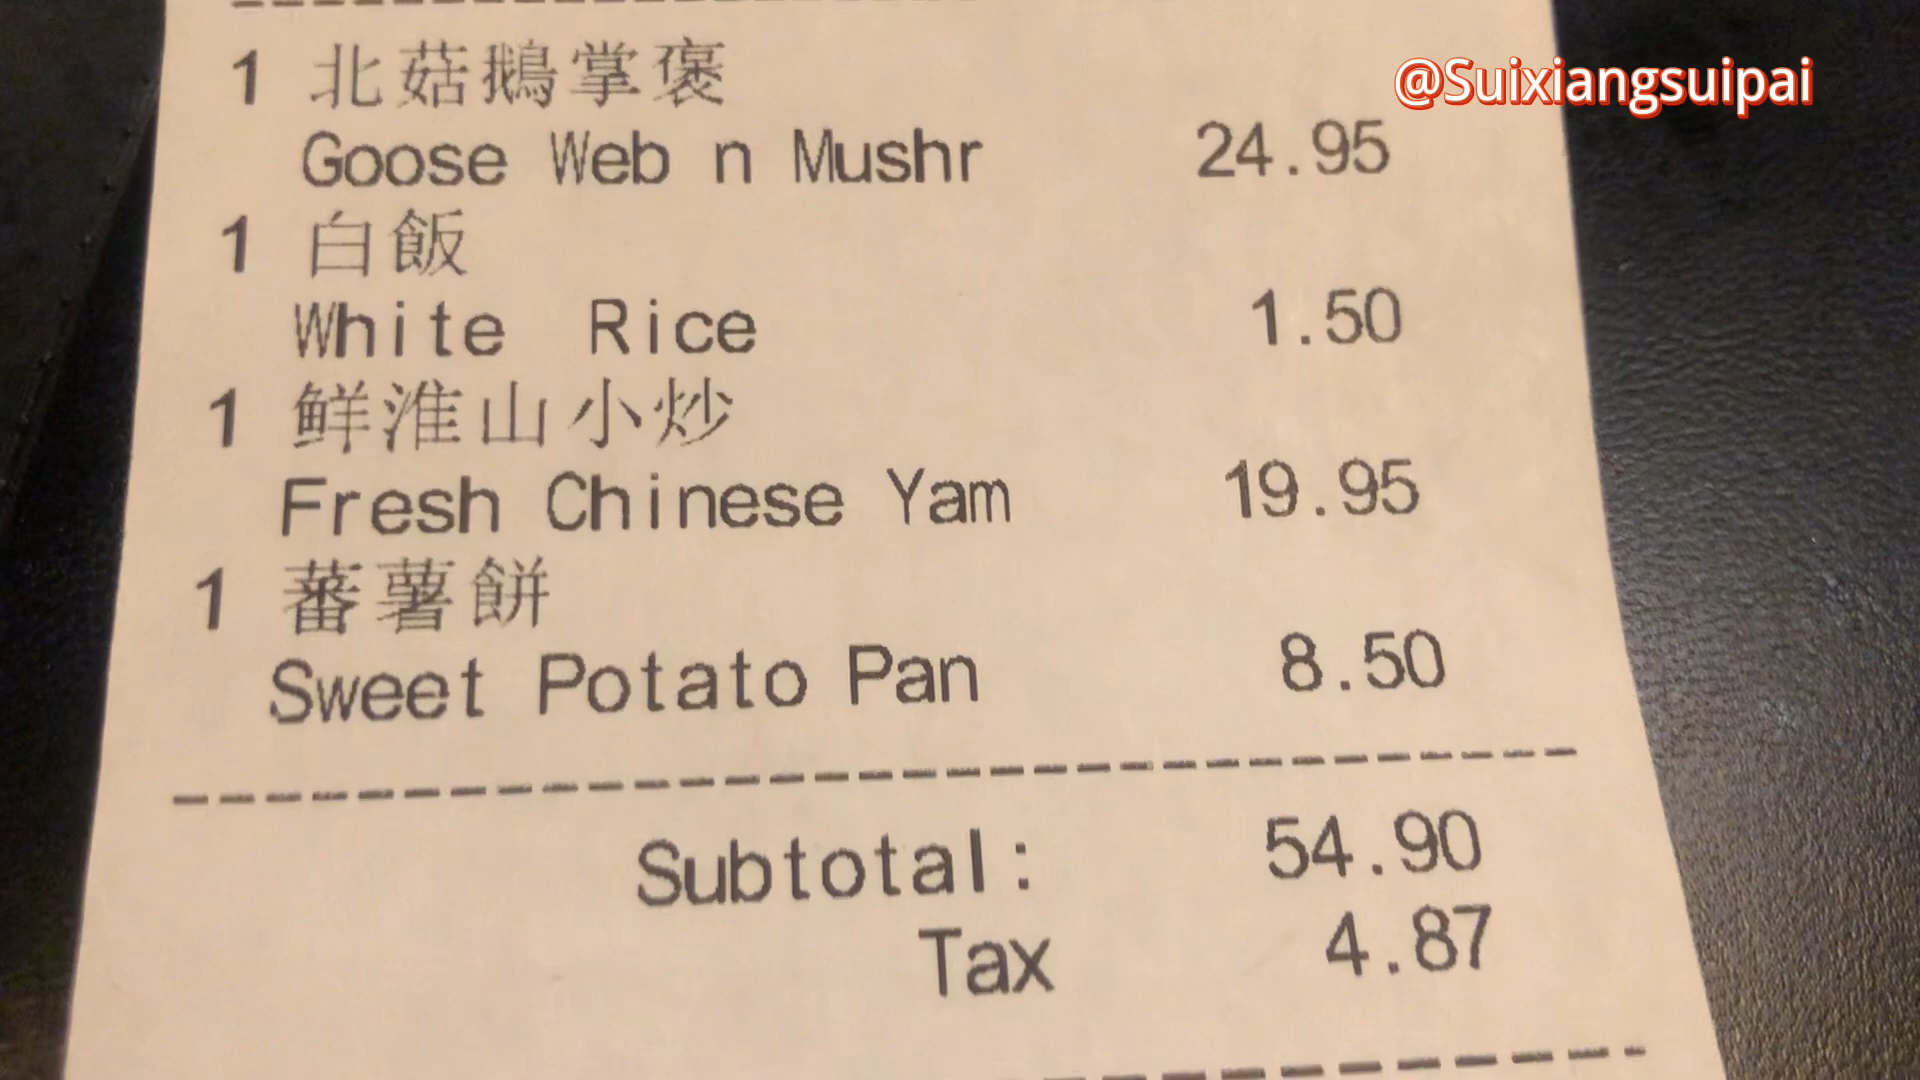 @Suixiangsuipai
1 北菇鵝掌褒
Goose Web n Mushr 24.95
1 白飯
White Rice 1.50
1 鲜淮山小炒
Fresh Chinese Yam 19.95
1 蕃薯餅
Sweet Potato Pan 8.50
Subtotal: 54.90
Tax 4.87